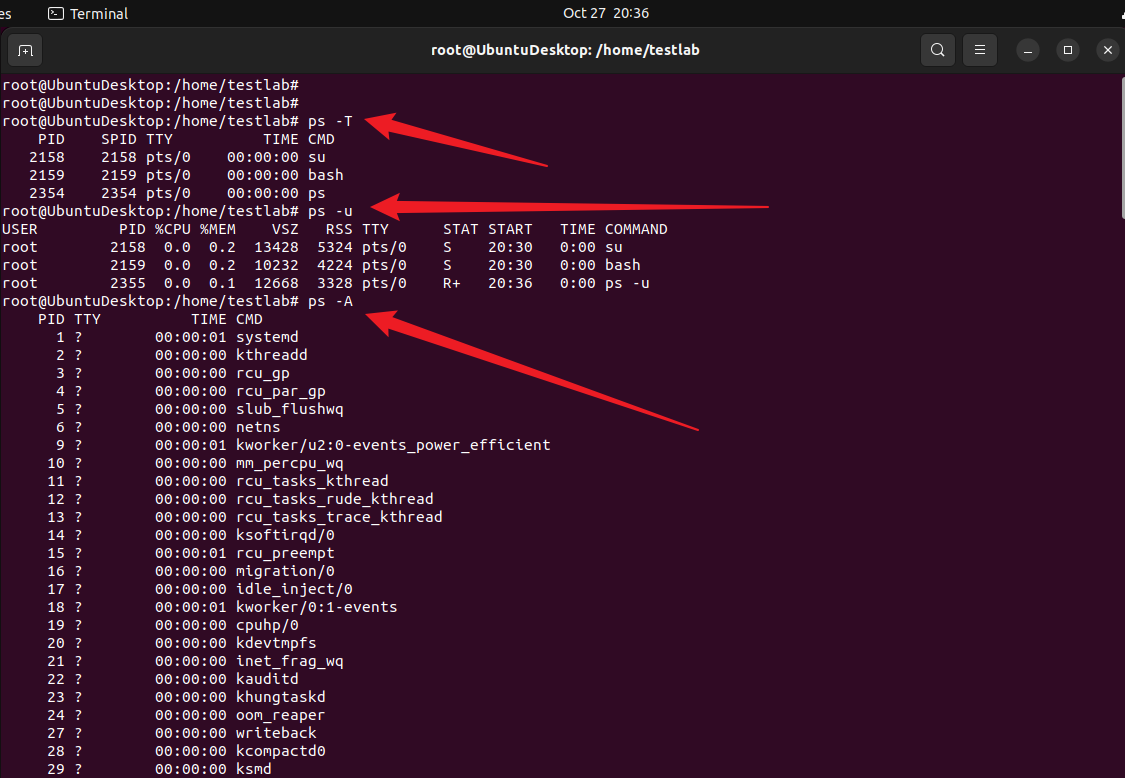 es Terminal Oct 27 20:36
root@UbuntuDesktop: /home/testlab
root@UbuntuDesktop:/home/testlab#
root@UbuntuDesktop:/home/testlab#
root@UbuntuDesktop:/home/testlab# ps -T
PID SPID TTY TIME CMD
2158 2158 pts/0 00:00:00 su
2159 2159 pts/0 00:00:00 bash
2354 2354 pts/0 00:00:00 ps
root@UbuntuDesktop:/home/testlab# ps -u
USER PID %CPU %MEM VSZ RSS TTY STAT START TIME COMMAND
root 2158 0.0 0.2 13428 5324 pts/0 S 20:30 0:00 su
root 2159 0.0 0.2 10232 4224 pts/0 S 20:30 0:00 bash
root 2355 0.0 0.1 12668 3328 pts/0 R+ 20:36 0:00 ps -u
root@UbuntuDesktop:/home/testlab# ps -A
PID TTY TIME CMD
1 ? 00:00:01 systemd
2 ? 00:00:00 kthreadd
3 ? 00:00:00 rcu_gp
4 ? 00:00:00 rcu_par_gp
5 ? 00:00:00 slub_flushwq
6 ? 00:00:00 netns
9 ? 00:00:01 kworker/u2:0-events_power_efficient
10 ? 00:00:00 mm_percpu_wq
11 ? 00:00:00 rcu_tasks_kthread
12 ? 00:00:00 rcu_tasks_rude_kthread
13 ? 00:00:00 rcu_tasks_trace_kthread
14 ? 00:00:00 ksoftirqd/0
15 ? 00:00:01 rcu_preempt
16 ? 00:00:00 migration/0
17 ? 00:00:00 idle_inject/0
18 ? 00:00:01 kworker/0:1-events
19 ? 00:00:00 cpuhp/0
20 ? 00:00:00 kdevtmpfs
21 ? 00:00:00 inet_frag_wq
22 ? 00:00:00 kauditd
23 ? 00:00:00 khungtaskd
24 ? 00:00:00 oom_reaper
27 ? 00:00:00 writeback
28 ? 00:00:00 kcompactd0
29 ? 00:00:00 ksmd